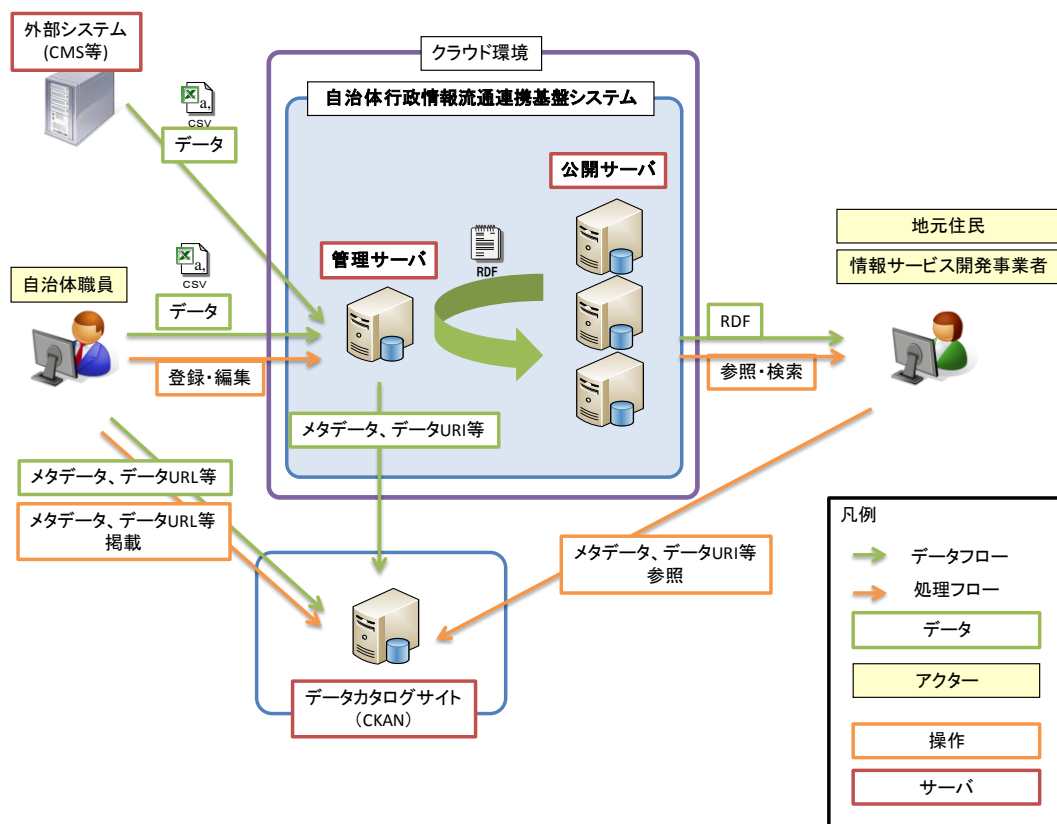 外部システム
(CMS等)
クラウド環境
自治体行政情報流通連携基盤システム
a,
CSV
データ
公開サーバ
管理サーバ
RDF
地元住民
情報サービス開発事業者
自治体職員
a,
CSV
データ
登録・編集
RDF
参照・検索
メタデータ、データURI等
メタデータ、データURL等
メタデータ、データURL等
掲載
メタデータ、データURI等
参照
データカタログサイト
（CKAN）
凡例
データフロー
処理フロー
データ
アクター
操作
サーバ